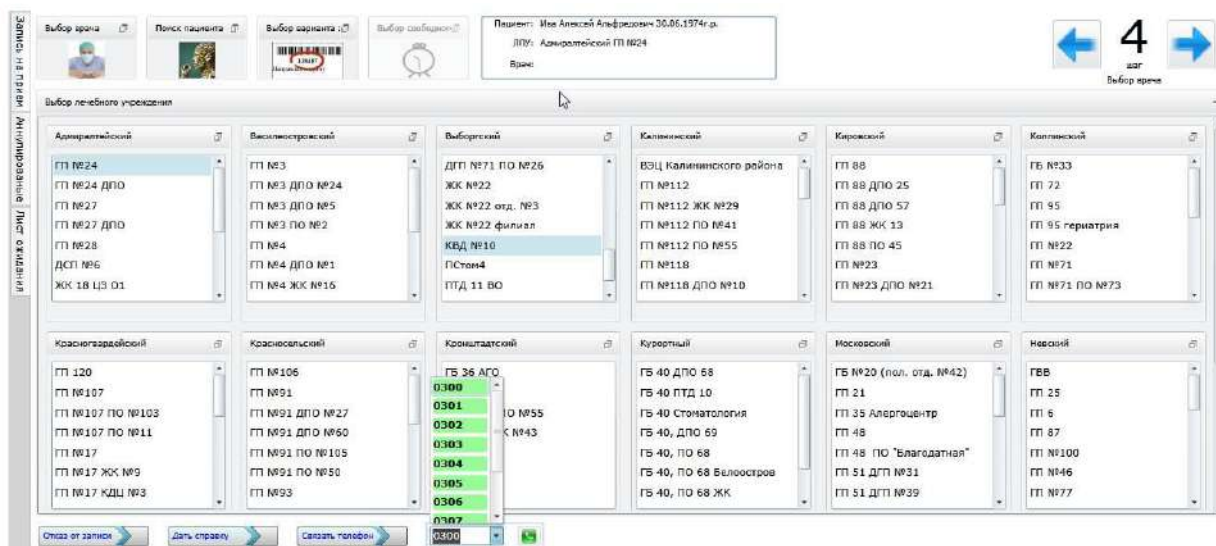 Запись на прием
Аннулированые
Лист ожидания
Выбор врача
Поиск пациента
Выбор варианта
Пациент: Ива Алексей Альфредович 30.06.1974г.р.
ЛПУ: Адмиралтейский ГП №24
Врач:
4
шаг
Выбор врача
Выбор лечебного учреждения
Адмиралтейский
ГП №24
ГП №24 ДПО
ГП №27
ГП №27 ДПО
ГП №28
ДСП №6
ЖК 18 ЦЗ О1
Василеостровский
ГП №3
ГП №3 ДПО №24
ГП №3 ДПО №5
ГП №3 ПО №2
ГП №4
ГП №4 ДПО №1
ГП №4 ЖК №16
Выборгский
ДГП №71 ПО №26
ЖК №22
ЖК №22 отд. №3
ЖК №22 филиал
КВД №10
ПСтом4
ПТД 11 ВО
Калининский
ВЭЦ Калининского района
ГП №112
ГП №112 ЖК №29
ГП №112 ПО №41
ГП №112 ПО №55
ГП №118
ГП №118 ДПО №10
Кировский
ГП 88
ГП 88 ДПО 25
ГП 88 ДПО 57
ГП 88 ЖК 13
ГП 88 ПО 45
ГП №23
ГП №23 ДПО №21
Колпинский
ГБ №33
ГП 72
ГП 95
ГП 95 гериатрия
ГП №22
ГП №71
ГП №71 ПО №73
Красногвардейский
ГП 120
ГП №107
ГП №107 ПО №103
ГП №107 ПО №11
ГП №17
ГП №17 ЖК №9
ГП №17 КДЦ №3
Красносельский
ГП №106
ГП №91
ГП №91 ДПО №27
ГП №91 ДПО №60
ГП №91 ПО №105
ГП №91 ПО №50
ГП №93
Кронштадтский
ГБ 36 АПО
ПО №55
К №43
0300
0301
0302
0303
0304
0305
0306
0307
Курортный
ГБ 40 ДПО 68
ГБ 40 ПТД 10
ГБ 40 Стоматология
ГБ 40, ДПО 69
ГБ 40, ПО 68
ГБ 40, ПО 68 Белоостров
ГБ 40, ПО 68 ЖК
Московский
ГБ №20 (пол. отд. №42)
ГП 21
ГП 35 Алергоцентр
ГП 48
ГП 48 ПО "Благодатная"
ГП 51 ДГП №31
ГП 51 ДГП №39
Невский
ГВВ
ГП 25
ГП 6
ГП 87
ГП №100
ГП №46
ГП №77
Отказ от записи
Дать справку
Связать телефон
0300